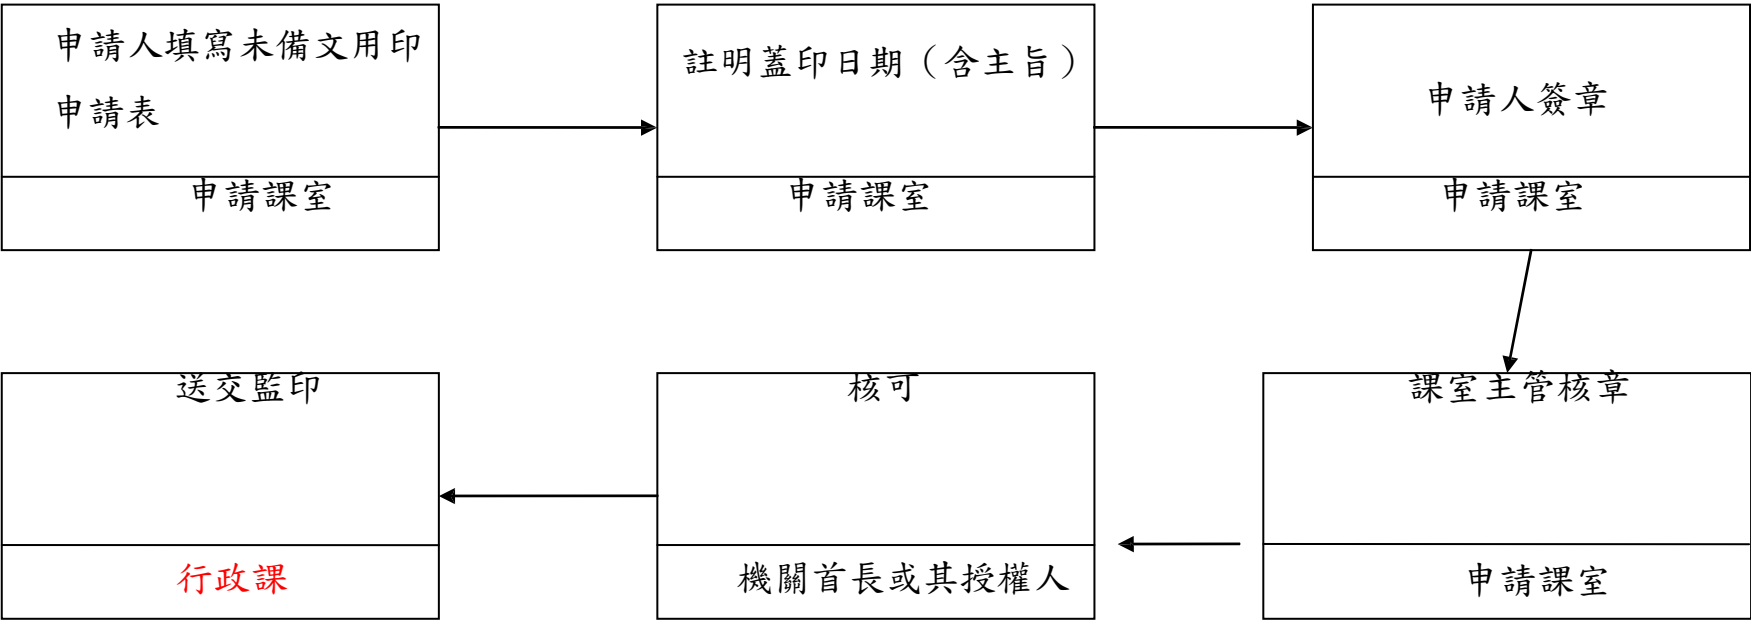 申請人填寫未備文用印
申請表
申請課室
註明蓋印日期（含主旨）
申請課室
申請人簽章
申請課室
課室主管核章
申請課室
核可
機關首長或其授權人
送交監印
行政課